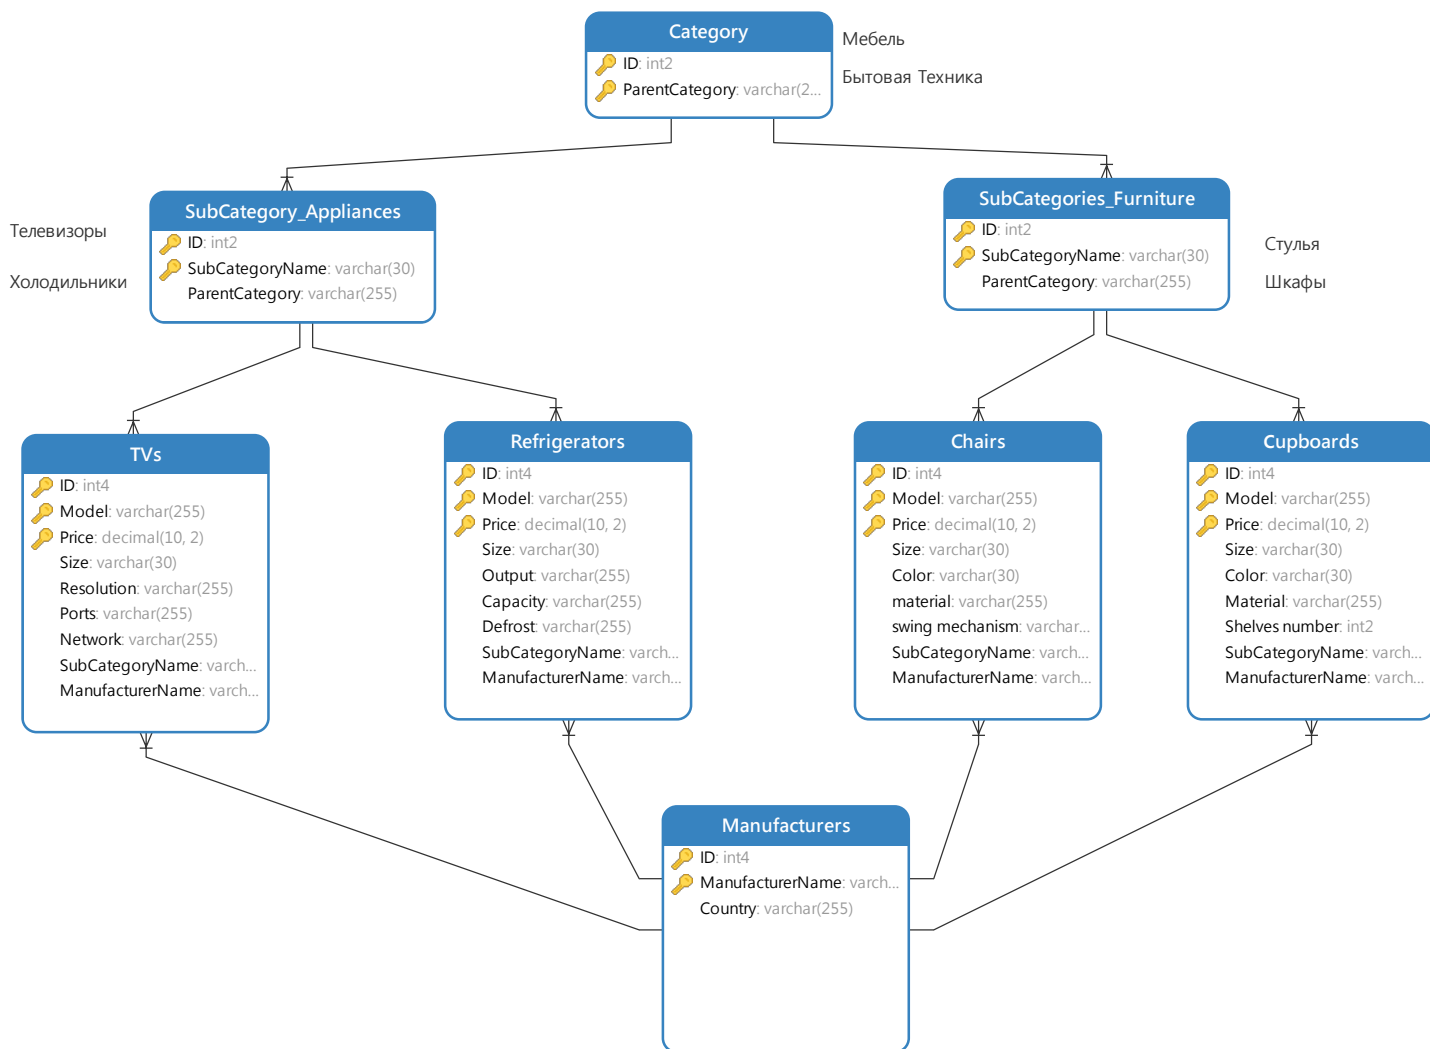 Category
ID: int2
ParentCategory: varchar(2...
Мебель
Бытовая Техника
Телевизоры
Холодильники
SubCategory_Appliances
ID: int2
SubCategoryName: varchar(30)
ParentCategory: varchar(255)
SubCategories_Furniture
ID: int2
SubCategoryName: varchar(30)
ParentCategory: varchar(255)
Стулья
Шкафы
TVs
ID: int4
Model: varchar(255)
Price: decimal(10, 2)
Size: varchar(30)
Resolution: varchar(255)
Ports: varchar(255)
Network: varchar(255)
SubCategoryName: varch...
ManufacturerName: varch...
Refrigerators
ID: int4
Model: varchar(255)
Price: decimal(10, 2)
Size: varchar(30)
Output: varchar(255)
Capacity: varchar(255)
Defrost: varchar(255)
SubCategoryName: varch...
ManufacturerName: varch...
Chairs
ID: int4
Model: varchar(255)
Price: decimal(10, 2)
Size: varchar(30)
Color: varchar(30)
material: varchar(255)
swing mechanism: varchar...
SubCategoryName: varch...
ManufacturerName: varch...
Cupboards
ID: int4
Model: varchar(255)
Price: decimal(10, 2)
Size: varchar(30)
Color: varchar(30)
Material: varchar(255)
Shelves number: int2
SubCategoryName: varch...
ManufacturerName: varch...
Manufacturers
ID: int4
ManufacturerName: varch...
Country: varchar(255)